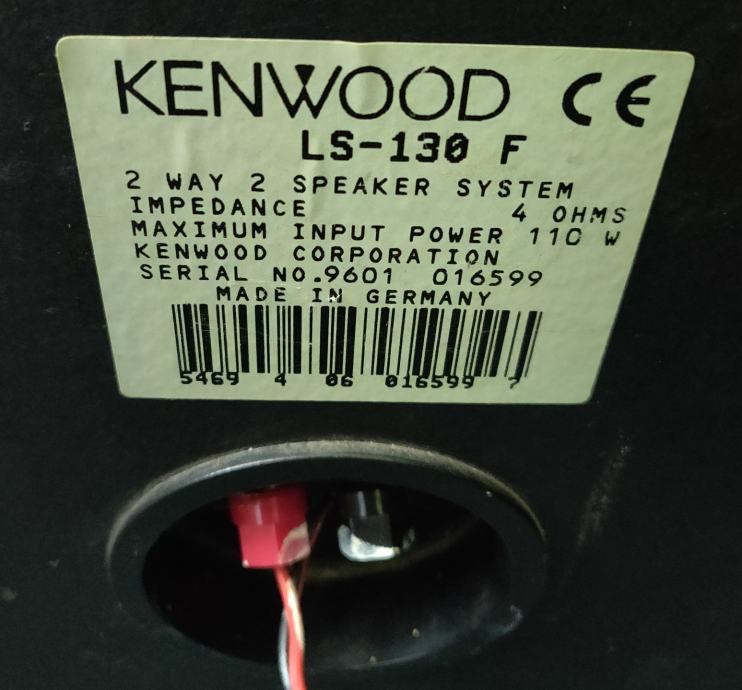 KENWOOD CE
LS-130 F
2 WAY 2 SPEAKER SYSTEM
IMPEDANCE 4 OHMS
MAXIMUM INPUT POWER 110 W
KENWOOD CORPORATION
SERIAL NO.9601 016599
MADE IN GERMANY
5469 4 06 016599 7